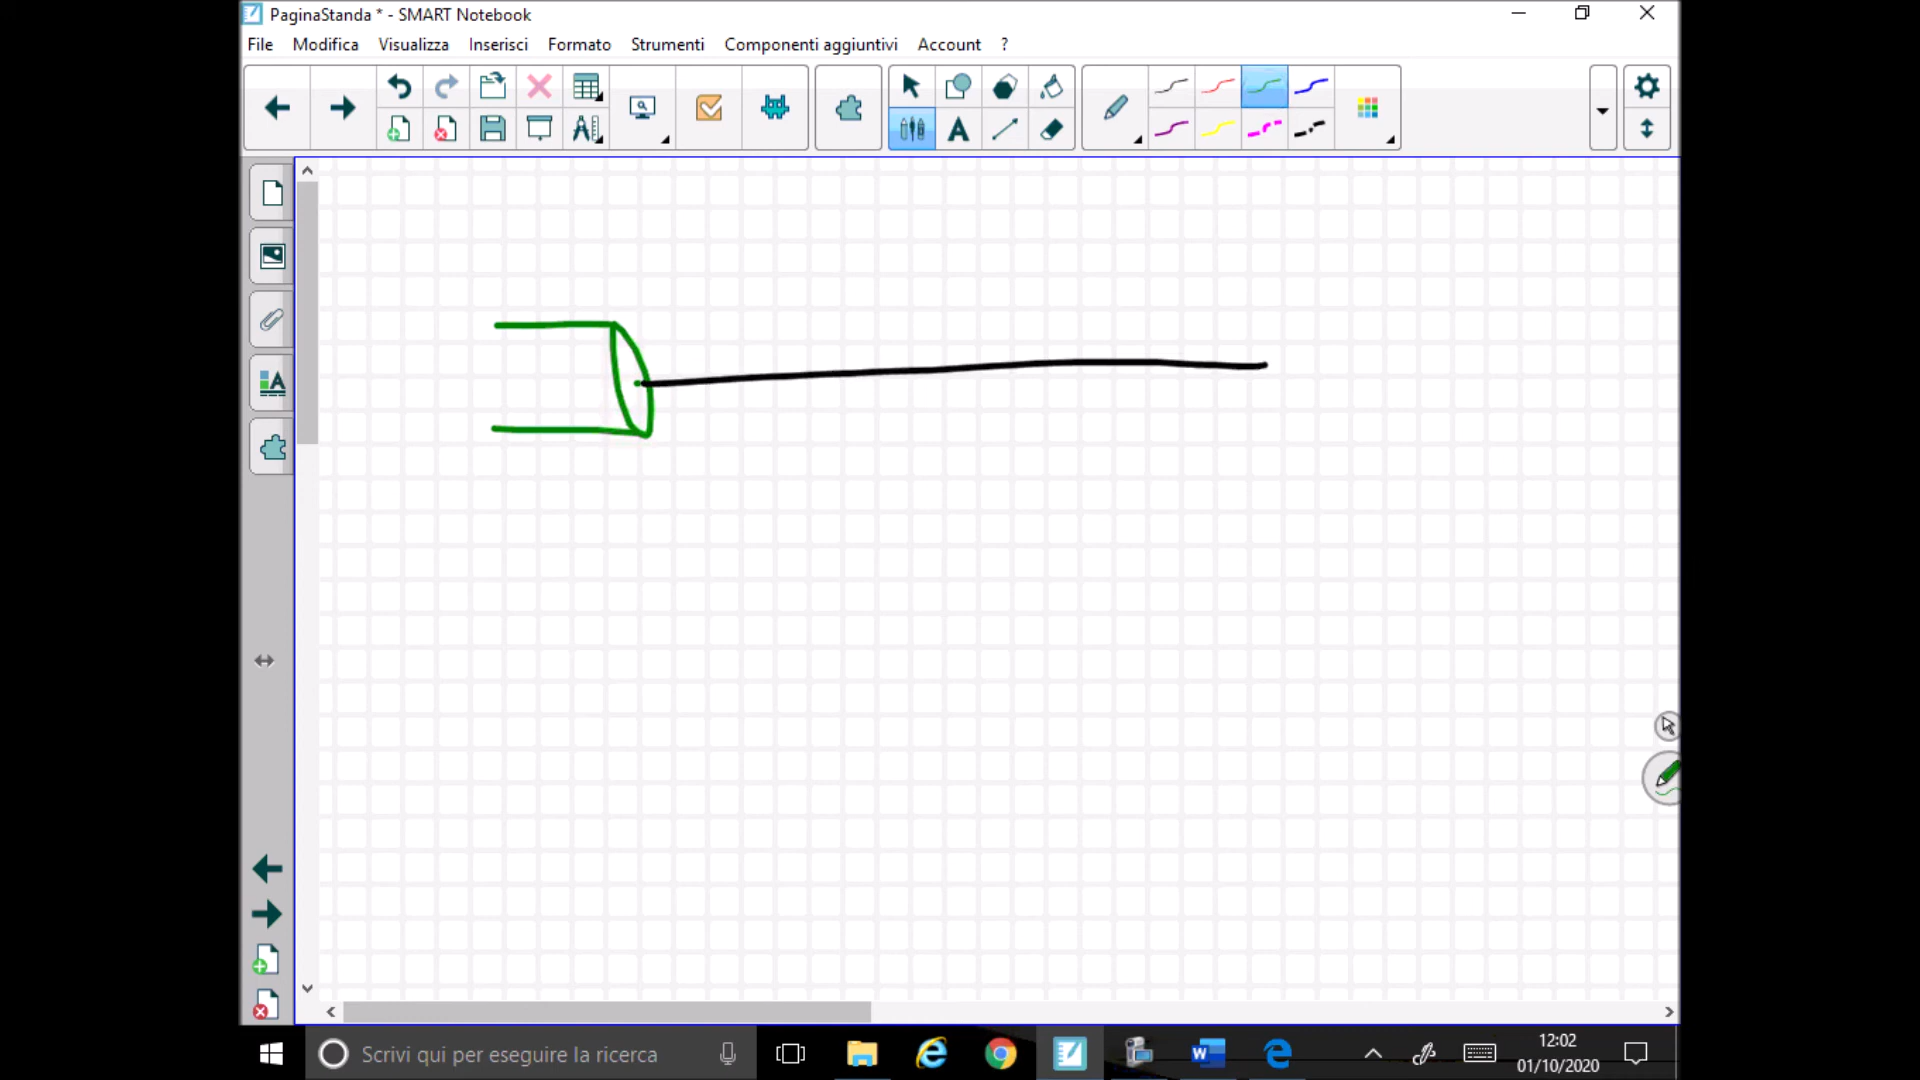 PaginaStanda * - SMART Notebook
File Modifica Visualizza Inserisci Formato Strumenti Componenti aggiuntivi Account ?
Scrivi qui per eseguire la ricerca
12:02
01/10/2020